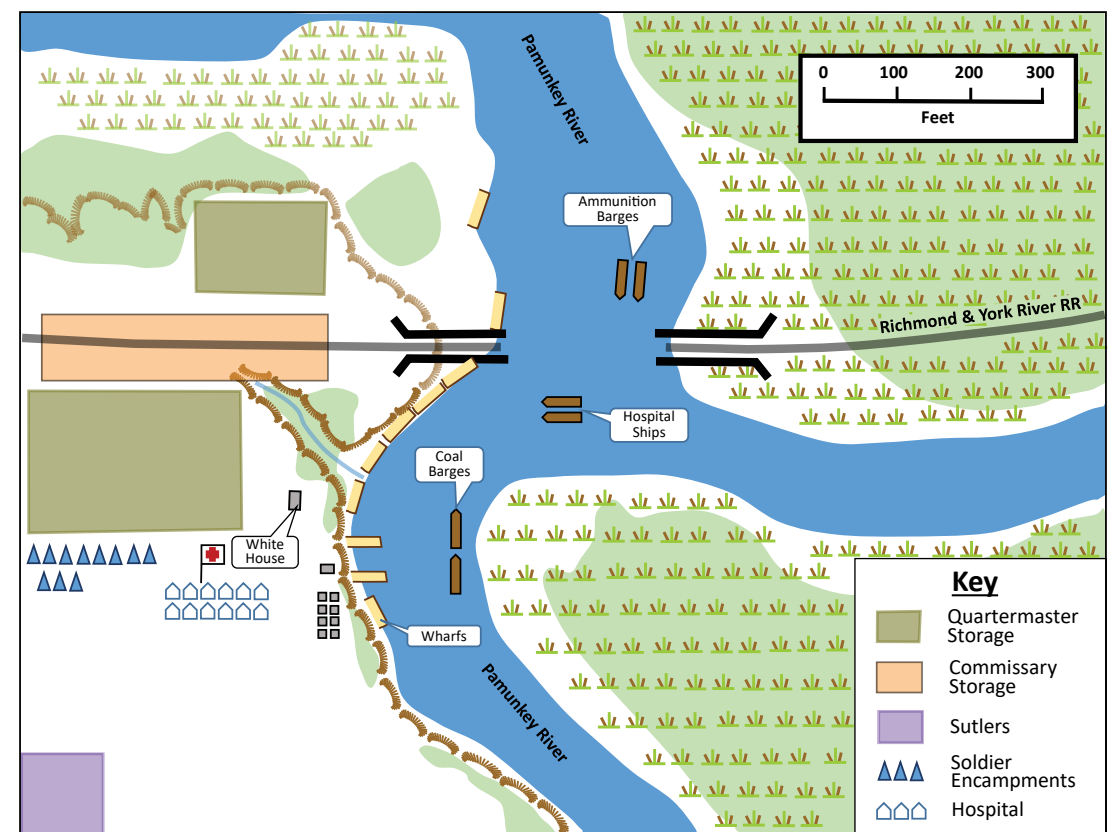 Pamunkey River
0 100 200 300
Feet
Ammunition
Barges
Richmond & York River RR
Hospital
Ships
Coal
Barges
White
House
Wharfs
Pamunkey River
Key
Quartermaster
Storage
Commissary
Storage
Sutlers
Soldier
Encampments
Hospital